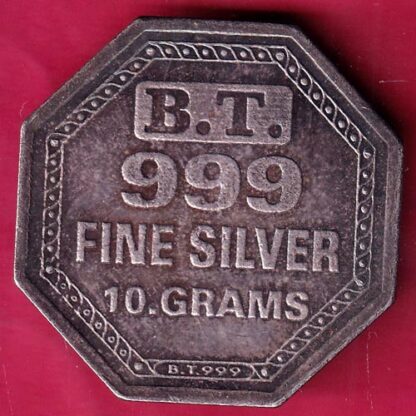 B.T.
999
FINE SILVER
10.GRAMS
B.T.999